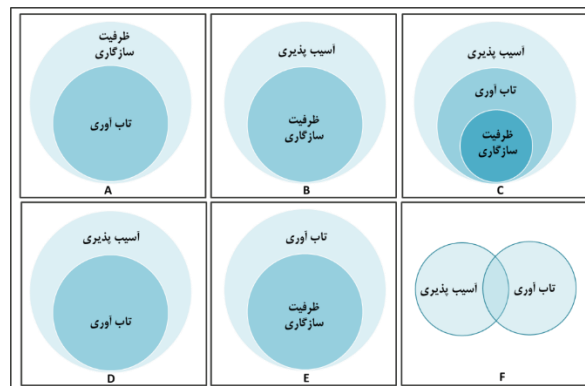 ظرفیت
سازگاری
تاب آوری
A
آسیب پذیری
ظرفیت
سازگاری
B
آسیب پذیری
تاب آوری
ظرفیت
سازگاری
C
آسیب پذیری
تاب آوری
D
تاب آوری
ظرفیت
سازگاری
E
آسیب پذیری
تاب آوری
F